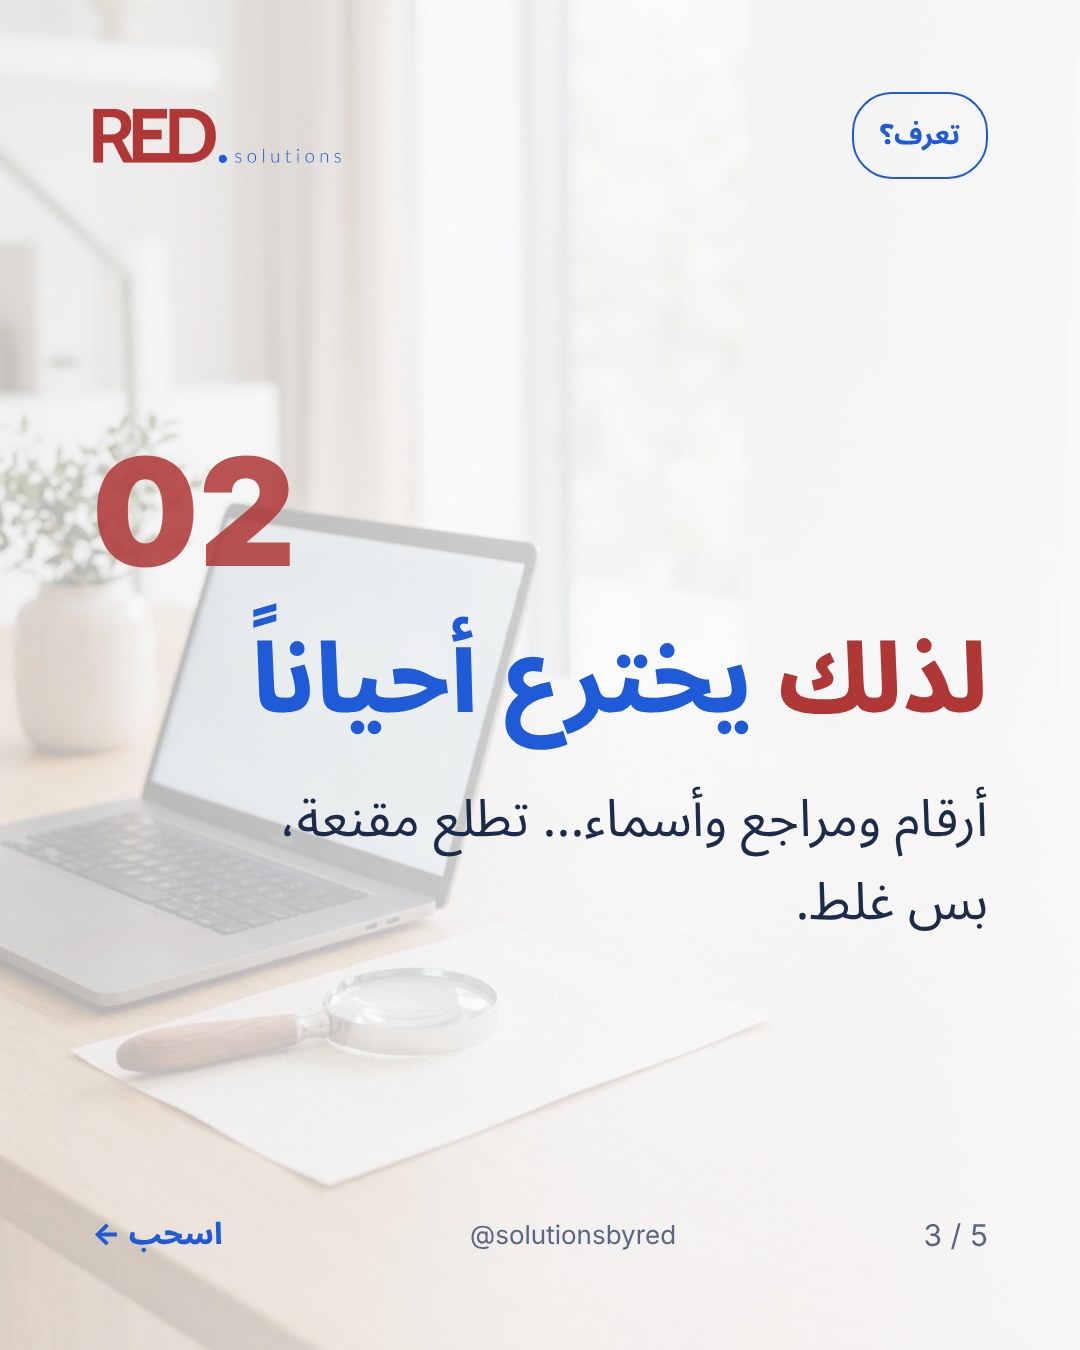 RED.solutions
تعرف؟
02
لذلك يخترع أحياناً
أرقام ومراجع وأسماء... تطلع مقنعة،
بس غلط.
اسحب ←
@solutionsbyred
3 / 5